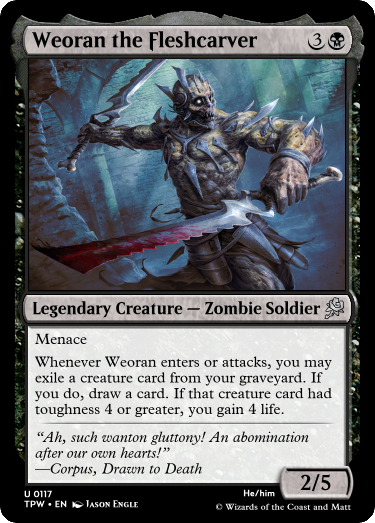 Weoran the Fleshcarver 3
Legendary Creature — Zombie Soldier
Menace
Whenever Weoran enters or attacks, you may
exile a creature card from your graveyard. If
you do, draw a card. If that creature card had
toughness 4 or greater, you gain 4 life.
“Ah, such wanton gluttony! An abomination
after our own hearts!”
—Corpus, Drawn to Death
2/5
U 0117
He/him
TPW • EN Jason Engle
© Wizards of the Coast and Matt